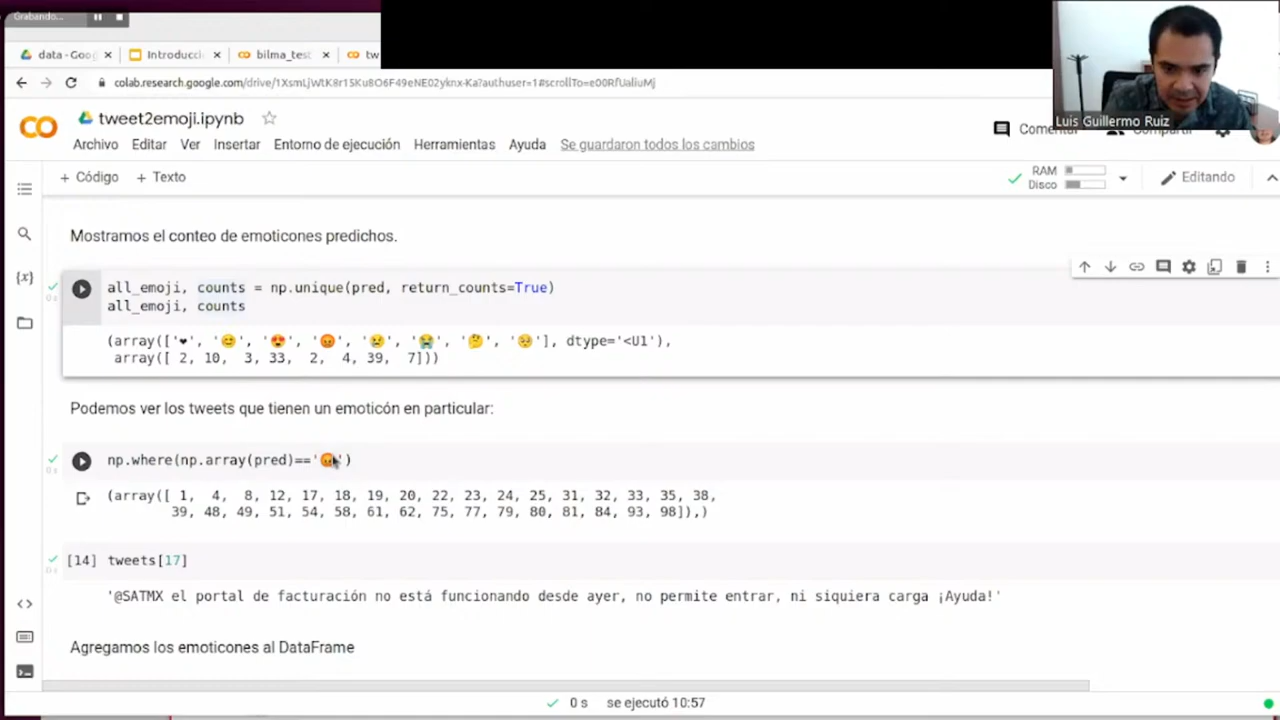 Grabando...
data - Goo
Introducci
bilma_test
tw
colab.research.google.com/drive/1XsmLjWtK8r15Ku8O6F49eNE02yknx-Ka?authuser=1#scrollTo=e00RfUaliuMj
Luis Guillermo Ruiz
tweet2emoji.ipynb
Archivo Editar Ver Insertar Entorno de ejecución Herramientas Ayuda Se guardaron todos los cambios
+ Código + Texto
RAM
Disco
Editando
Mostramos el conteo de emoticones predichos.
all_emoji, counts = np.unique(pred, return_counts=True)
all_emoji, counts
(array(['❤', '😊', '😍', '😡', '😢', '😭', '🤔', '🥺'], dtype='<U1'),
array([ 2, 10, 3, 33, 2, 4, 39, 7]))
Podemos ver los tweets que tienen un emoticón en particular:
np.where(np.array(pred)=='😡')
(array([ 1, 4, 8, 12, 17, 18, 19, 20, 22, 23, 24, 25, 31, 32, 33, 35, 38,
39, 48, 49, 51, 54, 58, 61, 62, 75, 77, 79, 80, 81, 84, 93, 98]),)
[14] tweets[17]
'@SATMX el portal de facturación no está funcionando desde ayer, no permite entrar, ni siquiera carga ¡Ayuda!'
Agregamos los emoticones al DataFrame
0 s se ejecutó 10:57